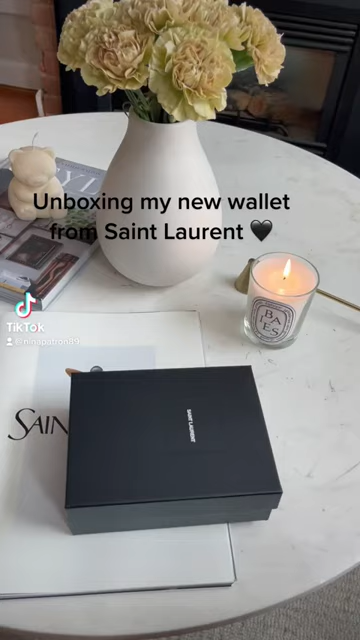 Unboxing my new wallet
from Saint Laurent 🖤
BAIES
TikTok
SAINT LAURENT
SAIN